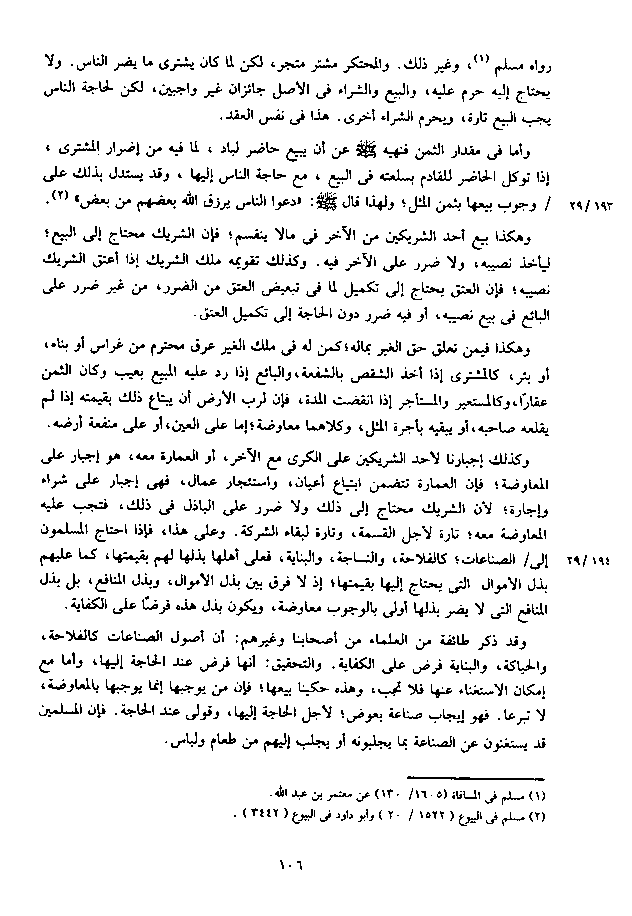 رواه مسلم (١)، وغير ذلك. والمحتكر مشتر متجر، لكن لما كان يشترى ما يضر الناس. ولا
يحتاج إليه حرم عليه، والبيع والشراء فى الأصل جائزان غير واجبين، لكن لحاجة الناس
يجب البيع تارة، ويحرم الشراء أخرى. هذا فى نفس العقد.
وأما فى مقدار الثمن فنهيه ﷺ عن أن يبيع حاضر لباد ، لما فيه من إضرار المشترى ،
إذا توكل الحاضر للقادم بسلعته فى البيع ، مع حاجة الناس إليها ، وقد يستدل بذلك على
٢٩/١٩٣ / وجوب بيعها بثمن المثل؛ ولهذا قال ﷺ: «دعوا الناس يرزق الله بعضهم من بعض» (٢).
وهكذا بيع أحد الشريكين من الآخر فى مالا ينقسم؛ فإن الشريك محتاج إلى البيع؛
ليأخذ نصيبه، ولا ضرر على الآخر فيه. وكذلك تقويمه ملك الشريك إذا أعتق الشريك
نصيبه؛ فإن العتق يحتاج إلى تكميل لما فى تبعيض العتق من الضرر، من غير ضرر على
البائع فى بيع نصيبه، أو فيه ضرر دون الحاجة إلى تكميل العتق.
وهكذا فيمن تعلق حق الغير بماله؛كمن له فى ملك الغير عرق محترم من غراس أو بناء،
أو بئر، كالمشترى إذا أخذ الشقص بالشفعة،والبائع إذا رد عليه المبيع بعيب وكان الثمن
عقارًا،وكالمستعير والمستأجر إذا انقضت المدة، فإن لرب الأرض أن يبتاع ذلك بقيمته إذا لم
يقلعه صاحبه،أو يبقيه بأجرة المثل، وكلاهما معاوضة؛إما على العين،أو على منفعة أرضه.
وكذلك إجبارنا لأحد الشريكين على الكرى مع الآخر، أو العمارة معه، هو إجبار على
المعاوضة؛ فإن العمارة تتضمن ابتياع أعيان، واستئجار عمال، فهى إجبار على شراء
وإجارة؛ لأن الشريك محتاج إلى ذلك ولا ضرر على الباذل فى ذلك، فتجب عليه
المعاوضة معه؛ تارة لأجل القسمة، وتارة لبقاء الشركة. وعلى هذا، فإذا احتاج المسلمون
٢٩/١٩٤ إلى/ الصناعات؛ كالفلاحة، والنساجة، والبناية، فعلى أهلها بذلها لهم بقيمتها، كما عليهم
بذل الأموال التى يحتاج إليها بقيمتها؛ إذ لا فرق بين بذل الأموال، وبذل المنافع، بل بذل
المنافع التى لا يضر بذلها أولى بالوجوب معاوضة، ويكون بذل هذه فرضًا على الكفاية.
وقد ذكر طائفة من العلماء من أصحابنا وغيرهم: أن أصول الصناعات كالفلاحة،
والحياكة، والبناية فرض على الكفاية. والتحقيق: أنها فرض عند الحاجة إليها، وأما مع
إمكان الاستغناء عنها فلا تجب، وهذه حكينا بيعها؛ فإن من يوجبها إنما يوجبها بالمعاوضة،
لا تبرعا. فهو إيجاب صناعة بعوض؛ لأجل الحاجة إليها، وقولى عند الحاجة. فإن المسلمين
قد يستغنون عن الصناعة بما يجلبونه أو يجلب إليهم من طعام ولباس.
(١) مسلم فى المساقاة (١٦٠٥/ ١٣٠) عن معتمر بن عبد الله.
(٢) مسلم فى البيوع ( ١٥٢٢ / ٢٠ ) وأبو داود فى البيوع ( ٣٤٤٢ ) .
١٠٦